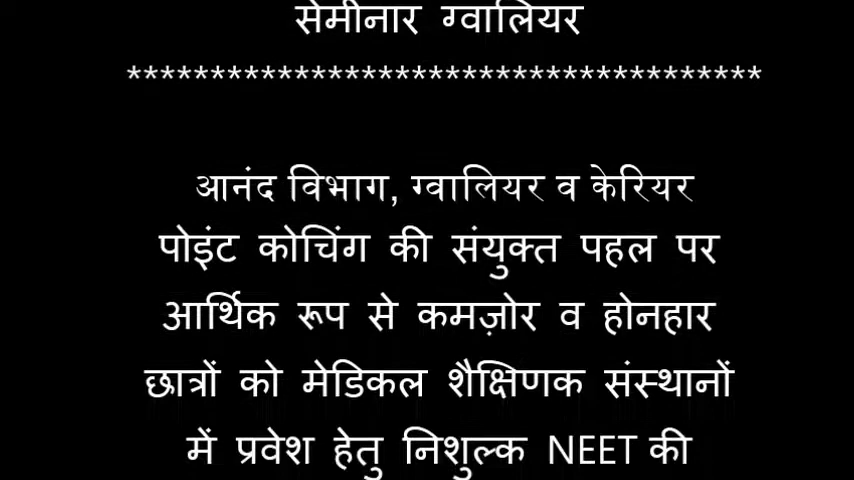 सेमीनार ग्वालियर
**************************************
आनंद विभाग, ग्वालियर व केरियर
पोइंट कोचिंग की संयुक्त पहल पर
आर्थिक रूप से कमज़ोर व होनहार
छात्रों को मेडिकल शैक्षिणक संस्थानों
में प्रवेश हेतु निशुल्क NEET की